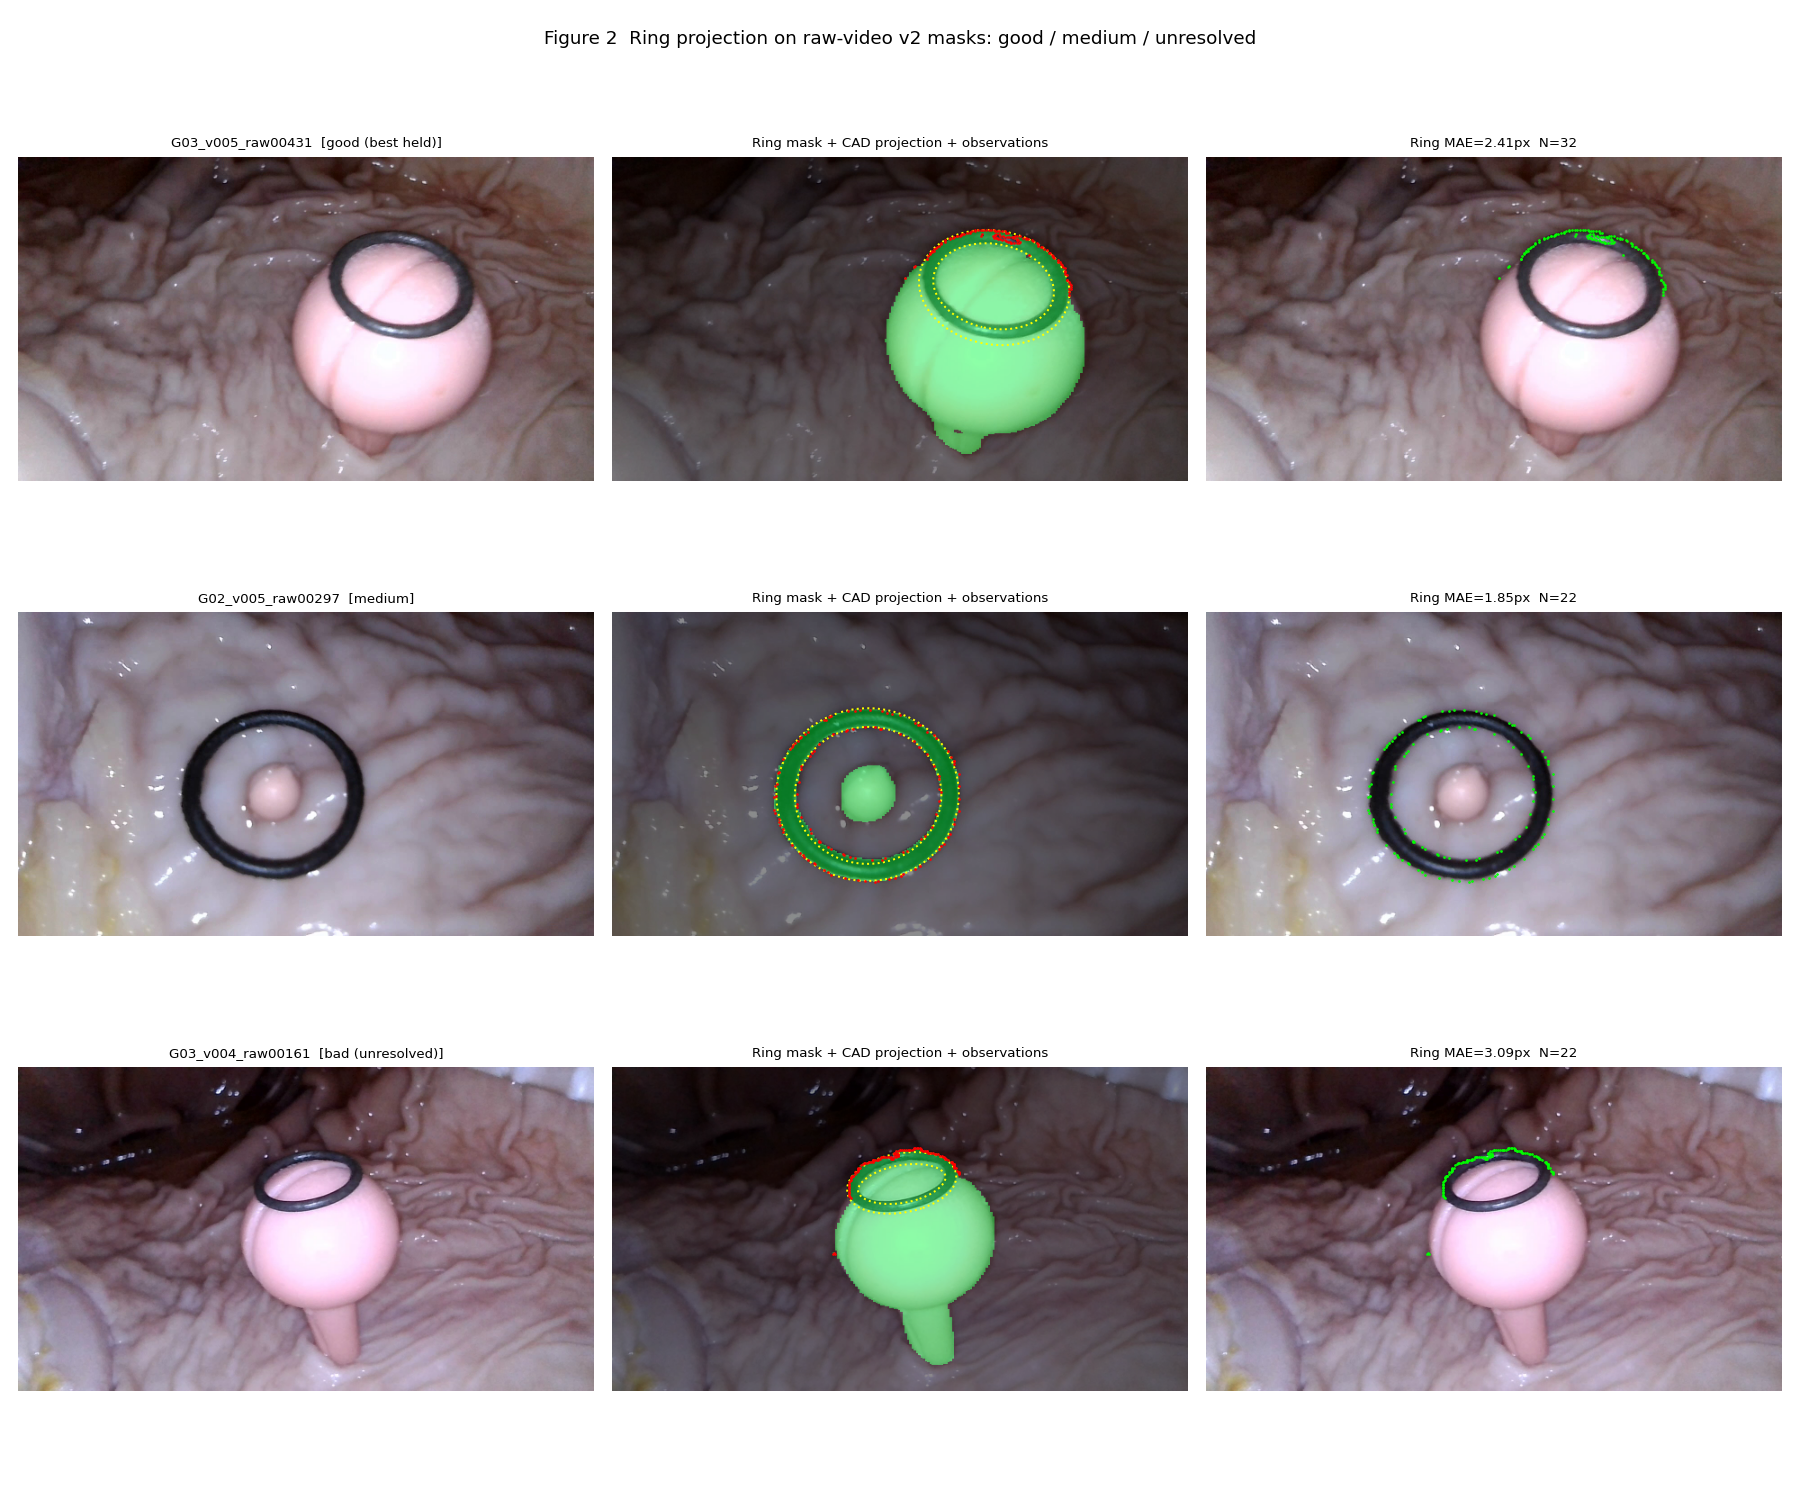 Figure 2  Ring projection on raw-video v2 masks: good / medium / unresolved
G03_v005_raw00431  [good (best held)]
Ring mask + CAD projection + observations
Ring MAE=2.41px  N=32
G02_v005_raw00297  [medium]
Ring mask + CAD projection + observations
Ring MAE=1.85px  N=22
G03_v004_raw00161  [bad (unresolved)]
Ring mask + CAD projection + observations
Ring MAE=3.09px  N=22